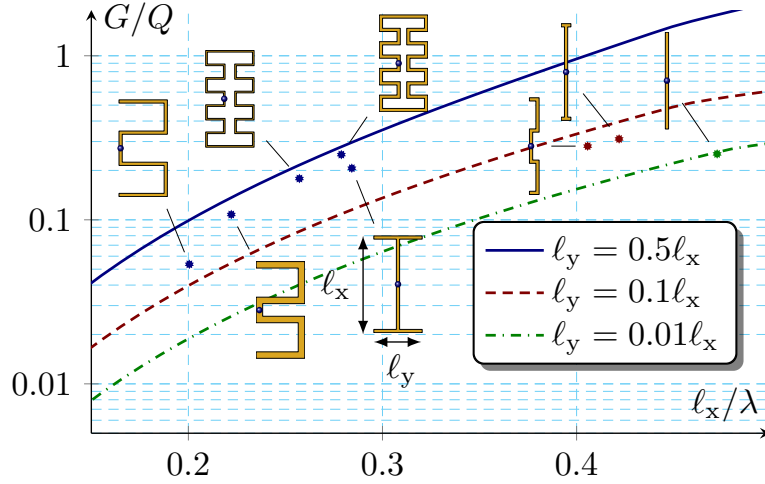 G/Q
1
0.1
0.01
ℓx
ℓy
ℓy = 0.5ℓx
ℓy = 0.1ℓx
ℓy = 0.01ℓx
ℓx/λ
0.2
0.3
0.4